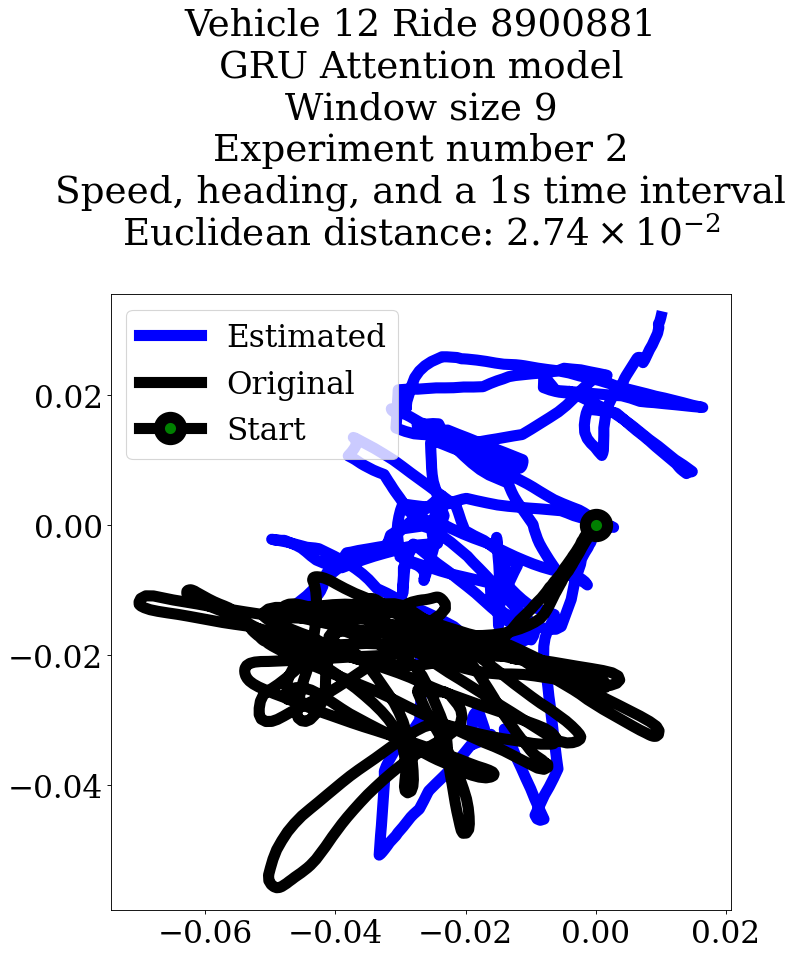 Vehicle 12 Ride 8900881
GRU Attention model
Window size 9
Experiment number 2
Speed, heading, and a 1s time interval
Euclidean distance: 2.74 × 10⁻²
Estimated
Original
Start
0.02
0.00
−0.02
−0.04
−0.06 −0.04 −0.02 0.00 0.02